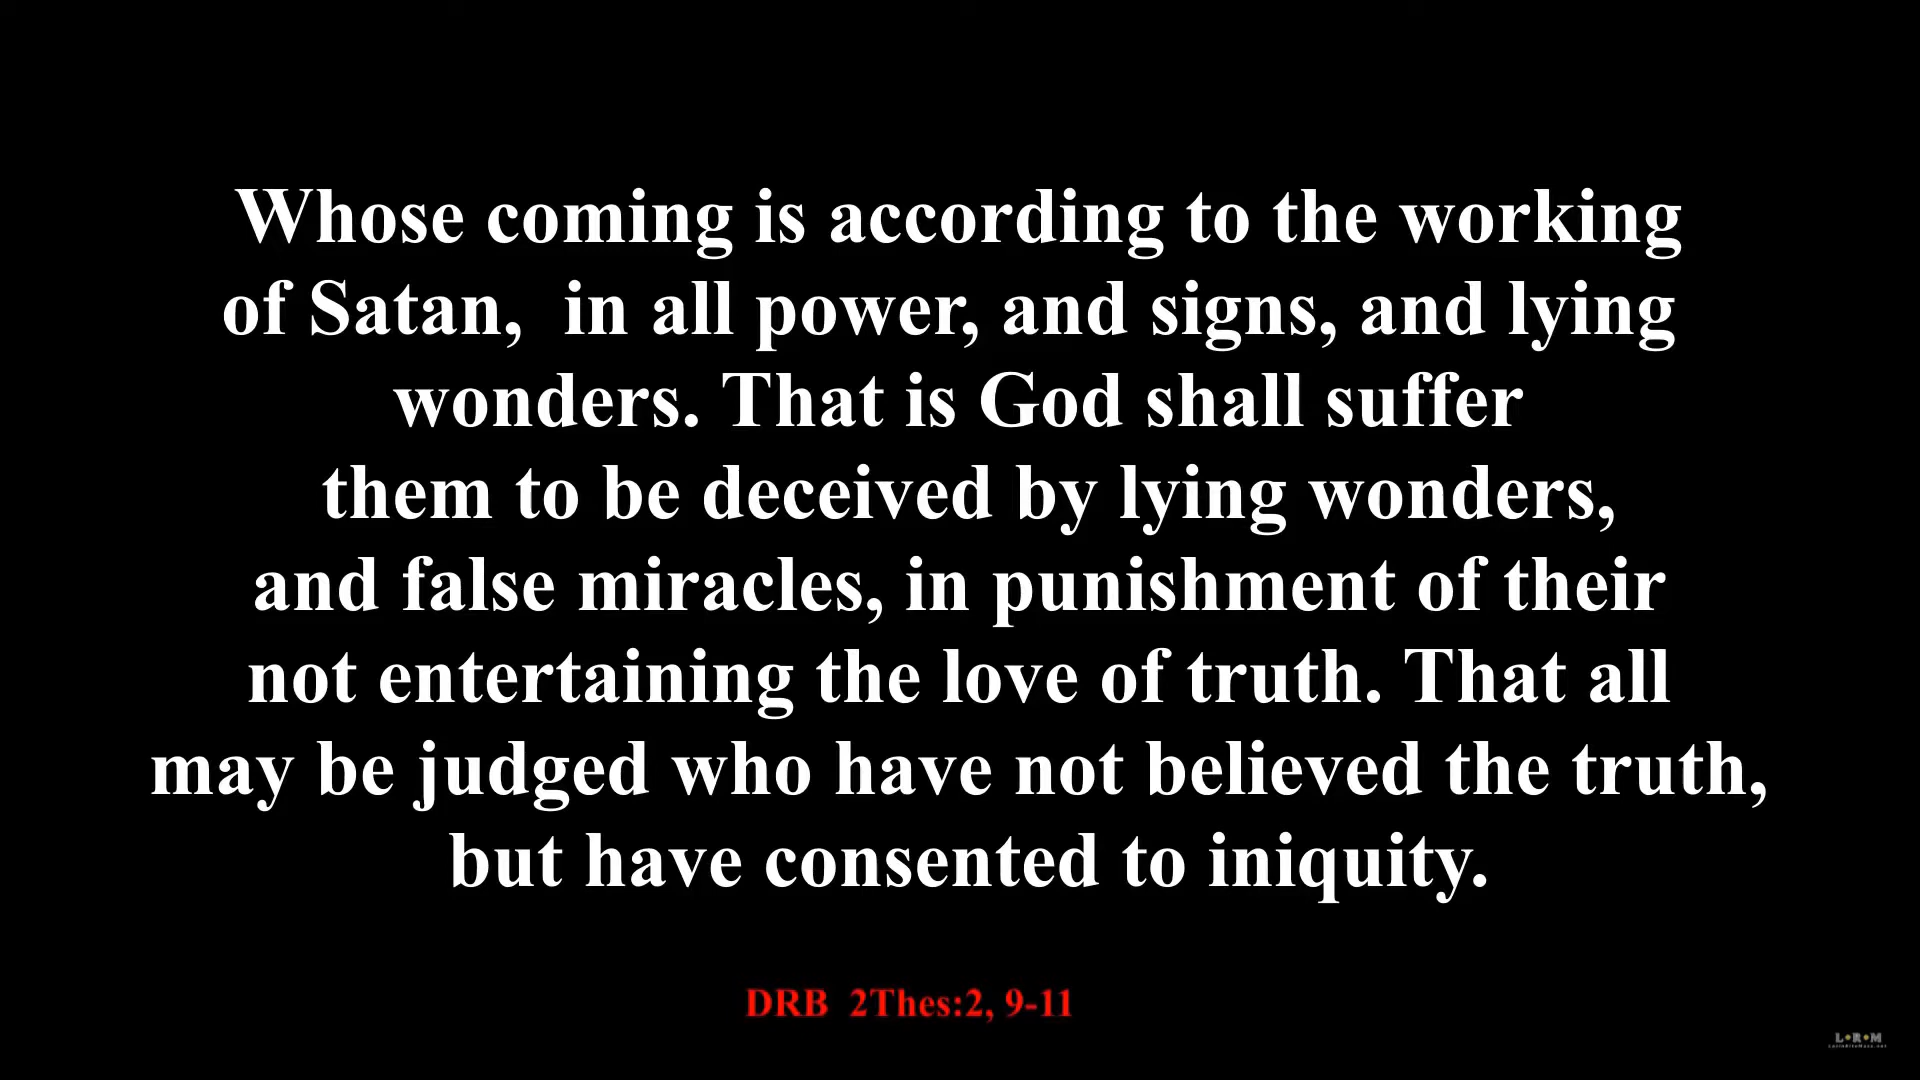 Whose coming is according to the working
of Satan,  in all power, and signs, and lying
wonders. That is God shall suffer
them to be deceived by lying wonders,
and false miracles, in punishment of their
not entertaining the love of truth. That all
may be judged who have not believed the truth,
but have consented to iniquity.
DRB  2Thes:2, 9-11
L•R•M